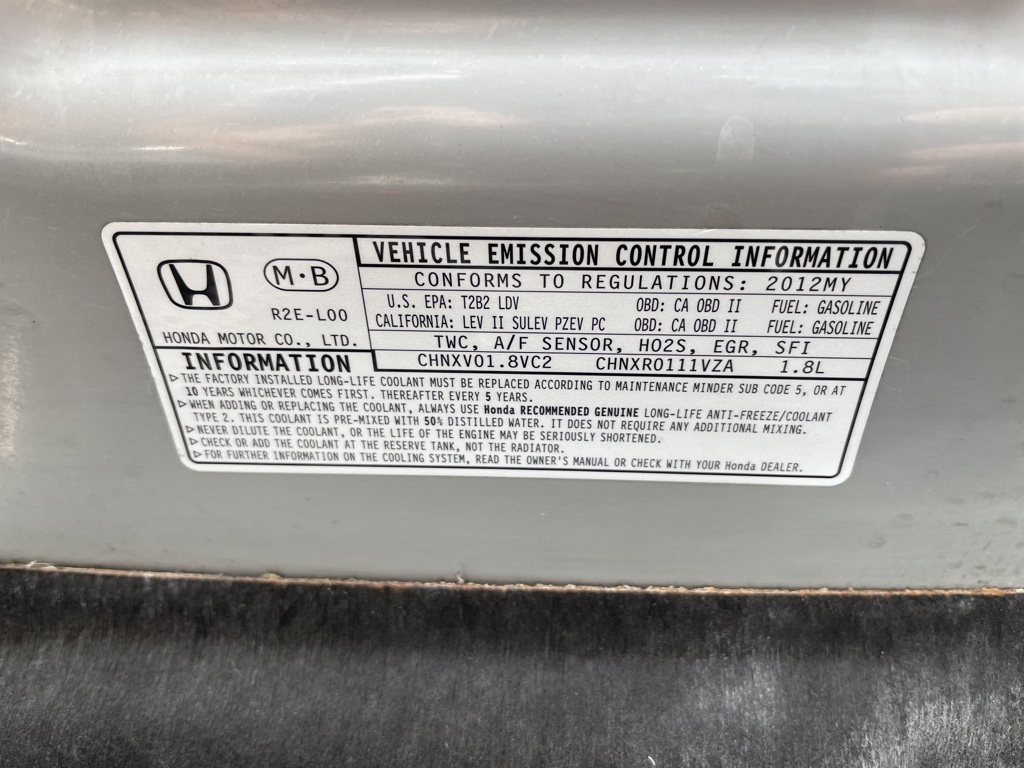 VEHICLE EMISSION CONTROL INFORMATION
M·B
R2E-L00
HONDA MOTOR CO., LTD.
CONFORMS TO REGULATIONS: 2012MY
U.S. EPA: T2B2 LDV OBD: CA OBD II FUEL: GASOLINE
CALIFORNIA: LEV II SULEV PZEV PC OBD: CA OBD II FUEL: GASOLINE
TWC, A/F SENSOR, HO2S, EGR, SFI
CHNXV01.8VC2 CHNXR0111VZA 1.8L
INFORMATION
▷THE FACTORY INSTALLED LONG-LIFE COOLANT MUST BE REPLACED ACCORDING TO MAINTENANCE MINDER SUB CODE 5, OR AT
10 YEARS WHICHEVER COMES FIRST. THEREAFTER EVERY 5 YEARS.
▷WHEN ADDING OR REPLACING THE COOLANT, ALWAYS USE Honda RECOMMENDED GENUINE LONG-LIFE ANTI-FREEZE/COOLANT
TYPE 2. THIS COOLANT IS PRE-MIXED WITH 50% DISTILLED WATER. IT DOES NOT REQUIRE ANY ADDITIONAL MIXING.
▷NEVER DILUTE THE COOLANT, OR THE LIFE OF THE ENGINE MAY BE SERIOUSLY SHORTENED.
▷CHECK OR ADD THE COOLANT AT THE RESERVE TANK, NOT THE RADIATOR.
▷FOR FURTHER INFORMATION ON THE COOLING SYSTEM, READ THE OWNER'S MANUAL OR CHECK WITH YOUR Honda DEALER.